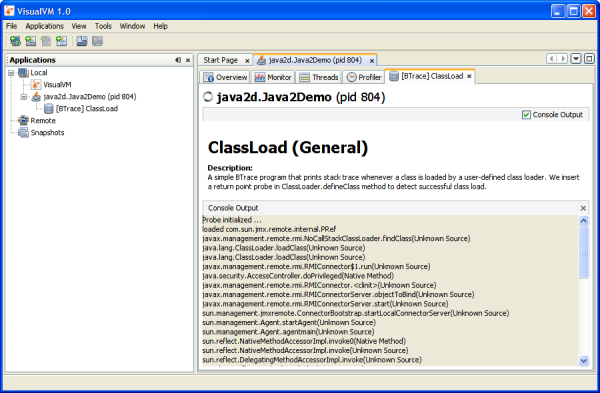 VisualVM 1.0
File Applications View Tools Window Help
Applications
Local
VisualVM
java2d.Java2Demo (pid 804)
[BTrace] ClassLoad
Remote
Snapshots
Start Page java2d.Java2Demo (pid 804)
Overview Monitor Threads Profiler [BTrace] ClassLoad
java2d.Java2Demo (pid 804)
Console Output
ClassLoad (General)
Description:
A simple BTrace program that prints stack trace whenever a class is loaded by a user-defined class loader. We insert
a return point probe in ClassLoader.defineClass method to detect successful class load.
Console Output
Probe initialized ...
loaded com.sun.jmx.remote.internal.PRef
javax.management.remote.rmi.NoCallStackClassLoader.findClass(Unknown Source)
java.lang.ClassLoader.loadClass(Unknown Source)
java.lang.ClassLoader.loadClass(Unknown Source)
javax.management.remote.rmi.RMIConnector$1.run(Unknown Source)
java.security.AccessController.doPrivileged(Native Method)
javax.management.remote.rmi.RMIConnector.<clinit>(Unknown Source)
javax.management.remote.rmi.RMIConnectorServer.objectToBind(Unknown Source)
javax.management.remote.rmi.RMIConnectorServer.start(Unknown Source)
sun.management.jmxremote.ConnectorBootstrap.startLocalConnectorServer(Unknown Source)
sun.management.Agent.startAgent(Unknown Source)
sun.management.Agent.agentmain(Unknown Source)
sun.reflect.NativeMethodAccessorImpl.invoke0(Native Method)
sun.reflect.NativeMethodAccessorImpl.invoke(Unknown Source)
sun.reflect.DelegatingMethodAccessorImpl.invoke(Unknown Source)